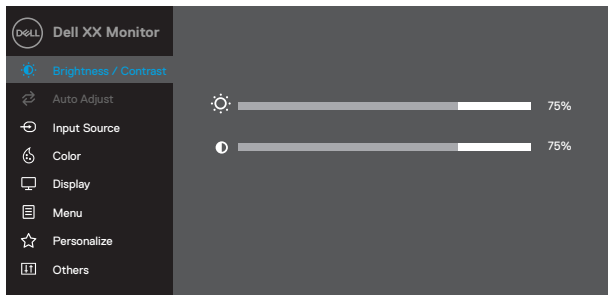 DELL Dell XX Monitor
Brightness / Contrast
Auto Adjust
75%
Input Source
Color
75%
Display
Menu
Personalize
Others